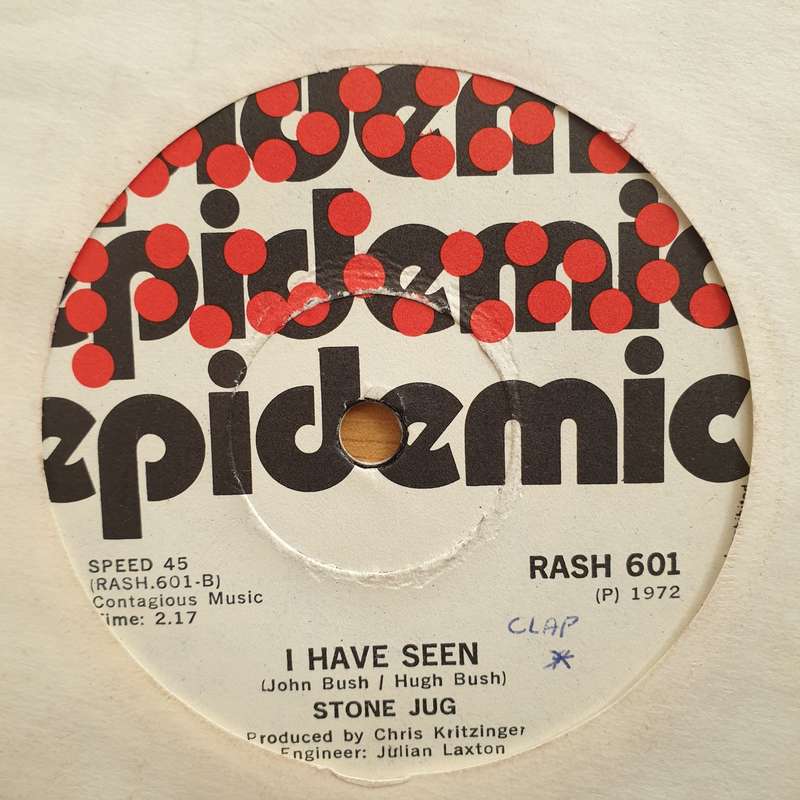 epidemic
epidemic
epidemic
SPEED 45
(RASH.601-B)
Contagious Music
Time: 2.17
RASH 601
(P) 1972
CLAP
*
I HAVE SEEN
(John Bush / Hugh Bush)
STONE JUG
Produced by Chris Kritzinger
Engineer: Julian Laxton